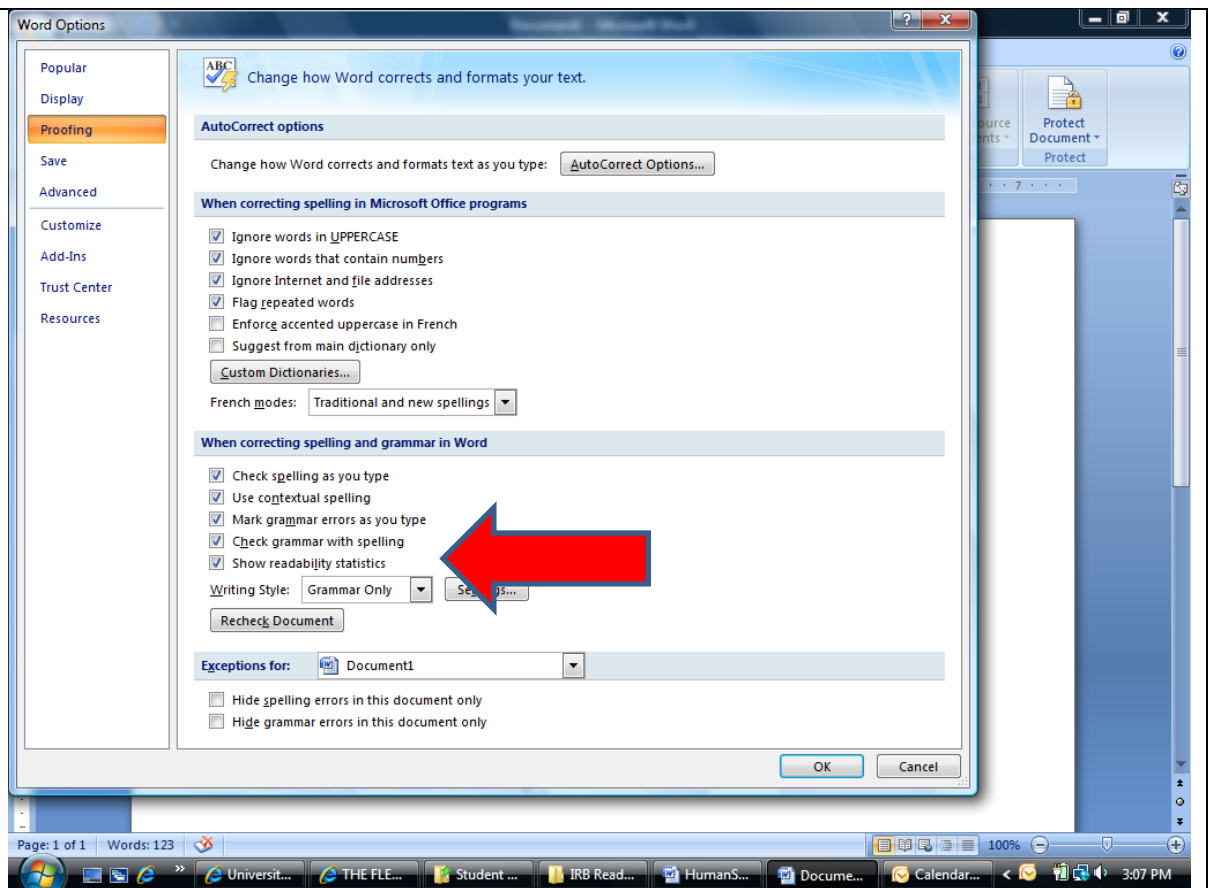 Word Options
Document1 - Microsoft Word
?
Popular
Display
Proofing
Save
Advanced
Customize
Add-Ins
Trust Center
Resources
ABC
Change how Word corrects and formats your text.
AutoCorrect options
Change how Word corrects and formats text as you type: AutoCorrect Options...
When correcting spelling in Microsoft Office programs
Ignore words in UPPERCASE
Ignore words that contain numbers
Ignore Internet and file addresses
Flag repeated words
Enforce accented uppercase in French
Suggest from main dictionary only
Custom Dictionaries...
French modes: Traditional and new spellings
When correcting spelling and grammar in Word
Check spelling as you type
Use contextual spelling
Mark grammar errors as you type
Check grammar with spelling
Show readability statistics
Writing Style: Grammar Only
Recheck Document
Exceptions for: Document1
Hide spelling errors in this document only
Hide grammar errors in this document only
OK Cancel
ource
ents
Protect
Document
Protect
7
Page: 1 of 1 Words: 123
100%
Universit... THE FLE... Student ... IRB Read... HumanS... Docume... Calendar... 3:07 PM